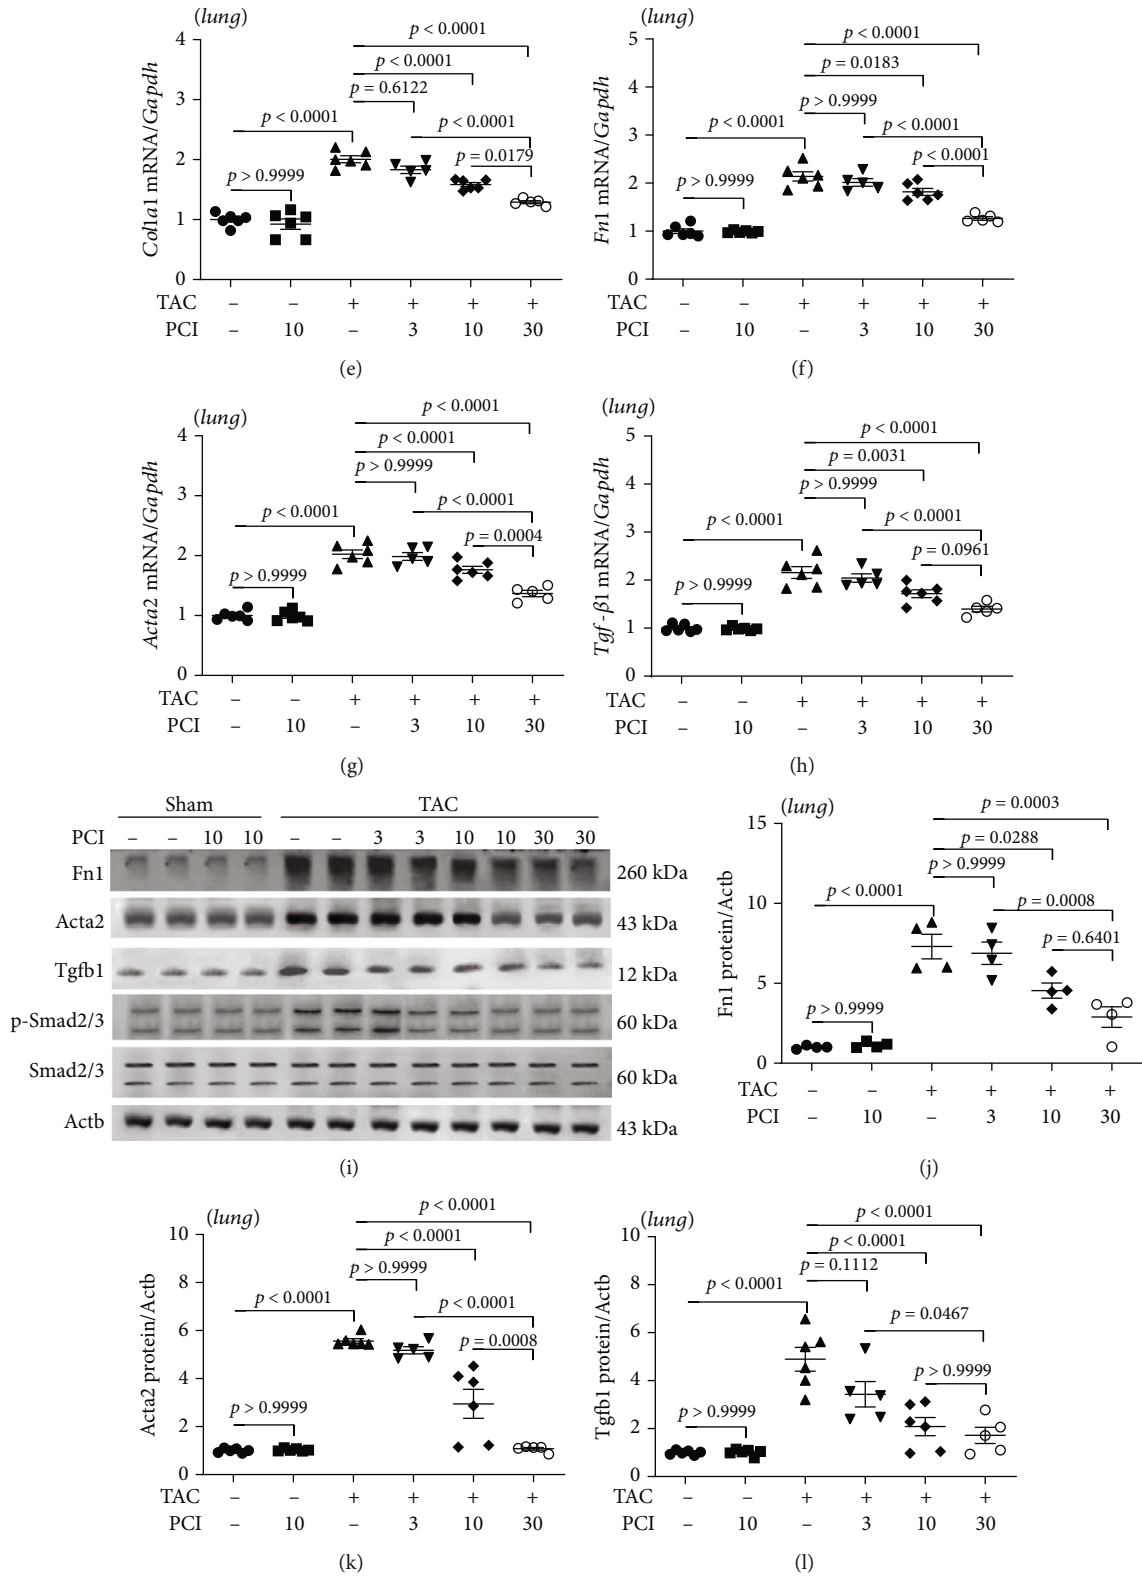 (lung)
Col1a1 mRNA/Gapdh
4
3
2
1
0
p < 0.0001
p < 0.0001
p = 0.6122
p < 0.0001
p < 0.0001
p = 0.0179
p > 0.9999
TAC – – + + + +
PCI – 10 – 3 10 30
(e)
(lung)
Fn1 mRNA/Gapdh
5
4
3
2
1
0
p < 0.0001
p = 0.0183
p > 0.9999
p < 0.0001
p < 0.0001
p < 0.0001
p > 0.9999
TAC – – + + + +
PCI – 10 – 3 10 30
(f)
(lung)
Acta2 mRNA/Gapdh
4
3
2
1
0
p < 0.0001
p < 0.0001
p > 0.9999
p < 0.0001
p < 0.0001
p = 0.0004
p > 0.9999
TAC – – + + + +
PCI – 10 – 3 10 30
(g)
(lung)
Tgf-β1 mRNA/Gapdh
5
4
3
2
1
0
p < 0.0001
p = 0.0031
p > 0.9999
p < 0.0001
p < 0.0001
p = 0.0961
p > 0.9999
TAC – – + + + +
PCI – 10 – 3 10 30
(h)
Sham TAC
PCI – – 10 10 – – 3 3 10 10 30 30
Fn1 260 kDa
Acta2 43 kDa
Tgfb1 12 kDa
p-Smad2/3 60 kDa
Smad2/3 60 kDa
Actb 43 kDa
(i)
(lung)
Fn1 protein/Actb
15
10
5
0
p = 0.0003
p = 0.0288
p > 0.9999
p < 0.0001
p = 0.0008
p = 0.6401
p > 0.9999
TAC – – + + + +
PCI – 10 – 3 10 30
(j)
(lung)
Acta2 protein/Actb
10
8
6
4
2
0
p < 0.0001
p < 0.0001
p > 0.9999
p < 0.0001
p < 0.0001
p = 0.0008
p > 0.9999
TAC – – + + + +
PCI – 10 – 3 10 30
(k)
(lung)
Tgfb1 protein/Actb
10
8
6
4
2
0
p < 0.0001
p < 0.0001
p = 0.1112
p < 0.0001
p = 0.0467
p > 0.9999
p > 0.9999
TAC – – + + + +
PCI – 10 – 3 10 30
(l)